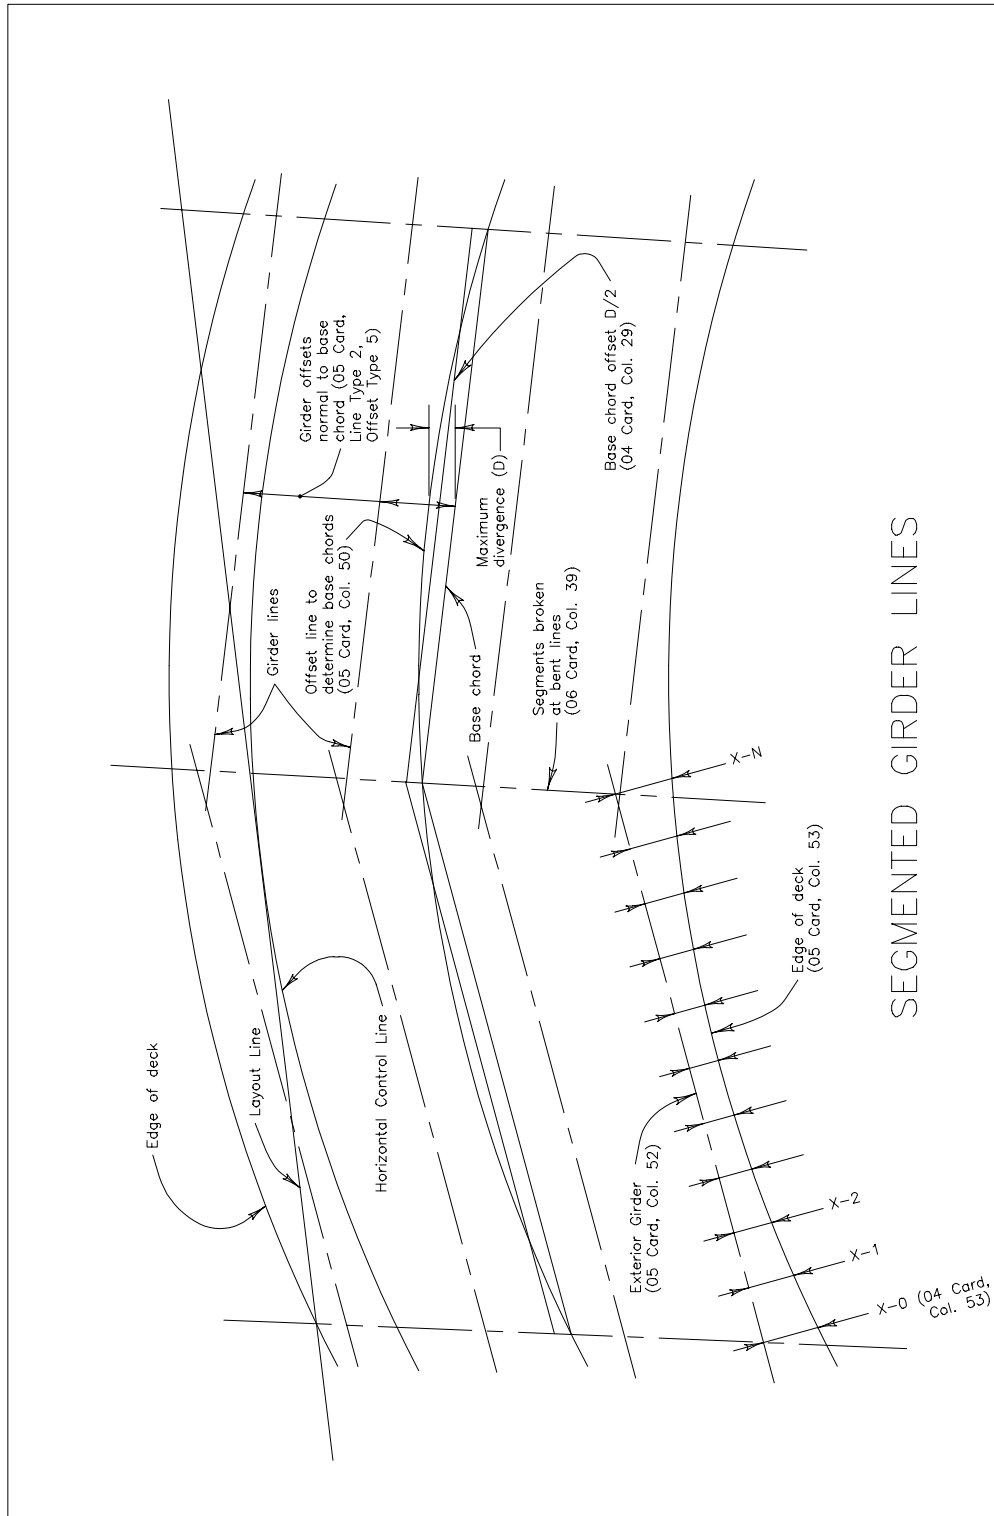 Edge of deck
Layout Line
Horizontal Control Line
Girder lines
Offset line to
determine base chords
(05 Card, Col. 50)
Girder offsets
normal to base
chord (05 Card,
Line Type 2,
Offset Type 5)
Base chord
Maximum
divergence (D)
Segments broken
at bent lines
(06 Card, Col. 39)
Base chord offset D/2
(04 Card, Col. 29)
Exterior Girder
(05 Card, Col. 52)
Edge of deck
(05 Card, Col. 53)
X-0 (04 Card,
Col. 53)
X-1
X-2
X-N
SEGMENTED GIRDER LINES